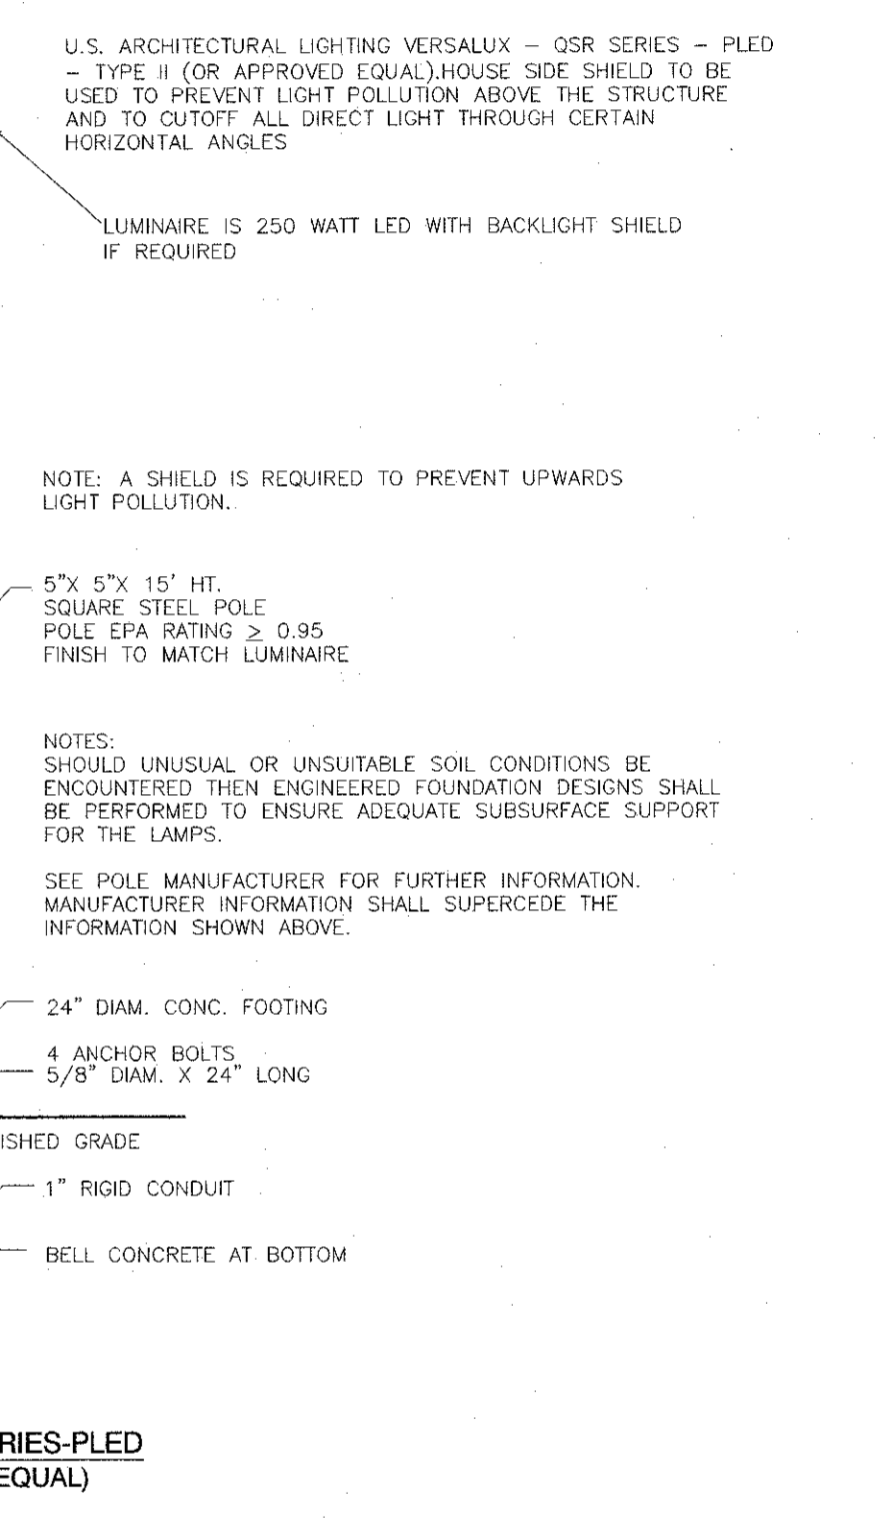 U.S. ARCHITECTURAL LIGHTING VERSALUX – QSR SERIES – PLED
– TYPE II (OR APPROVED EQUAL).HOUSE SIDE SHIELD TO BE
USED TO PREVENT LIGHT POLLUTION ABOVE THE STRUCTURE
AND TO CUTOFF ALL DIRECT LIGHT THROUGH CERTAIN
HORIZONTAL ANGLES
LUMINAIRE IS 250 WATT LED WITH BACKLIGHT SHIELD
IF REQUIRED
NOTE: A SHIELD IS REQUIRED TO PREVENT UPWARDS
LIGHT POLLUTION.
5"X 5"X 15' HT.
SQUARE STEEL POLE
POLE EPA RATING ≥ 0.95
FINISH TO MATCH LUMINAIRE
NOTES:
SHOULD UNUSUAL OR UNSUITABLE SOIL CONDITIONS BE
ENCOUNTERED THEN ENGINEERED FOUNDATION DESIGNS SHALL
BE PERFORMED TO ENSURE ADEQUATE SUBSURFACE SUPPORT
FOR THE LAMPS.
SEE POLE MANUFACTURER FOR FURTHER INFORMATION.
MANUFACTURER INFORMATION SHALL SUPERCEDE THE
INFORMATION SHOWN ABOVE.
24" DIAM. CONC. FOOTING
4 ANCHOR BOLTS
5/8" DIAM. X 24" LONG
ISHED GRADE
1" RIGID CONDUIT
BELL CONCRETE AT BOTTOM
RIES-PLED
EQUAL)